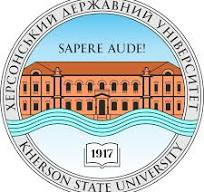 ХЕРСОНСЬКИЙ ДЕРЖАВНИЙ УНІВЕРСИТЕТ
SAPERE AUDE!
1917
KHERSON STATE UNIVERSITY